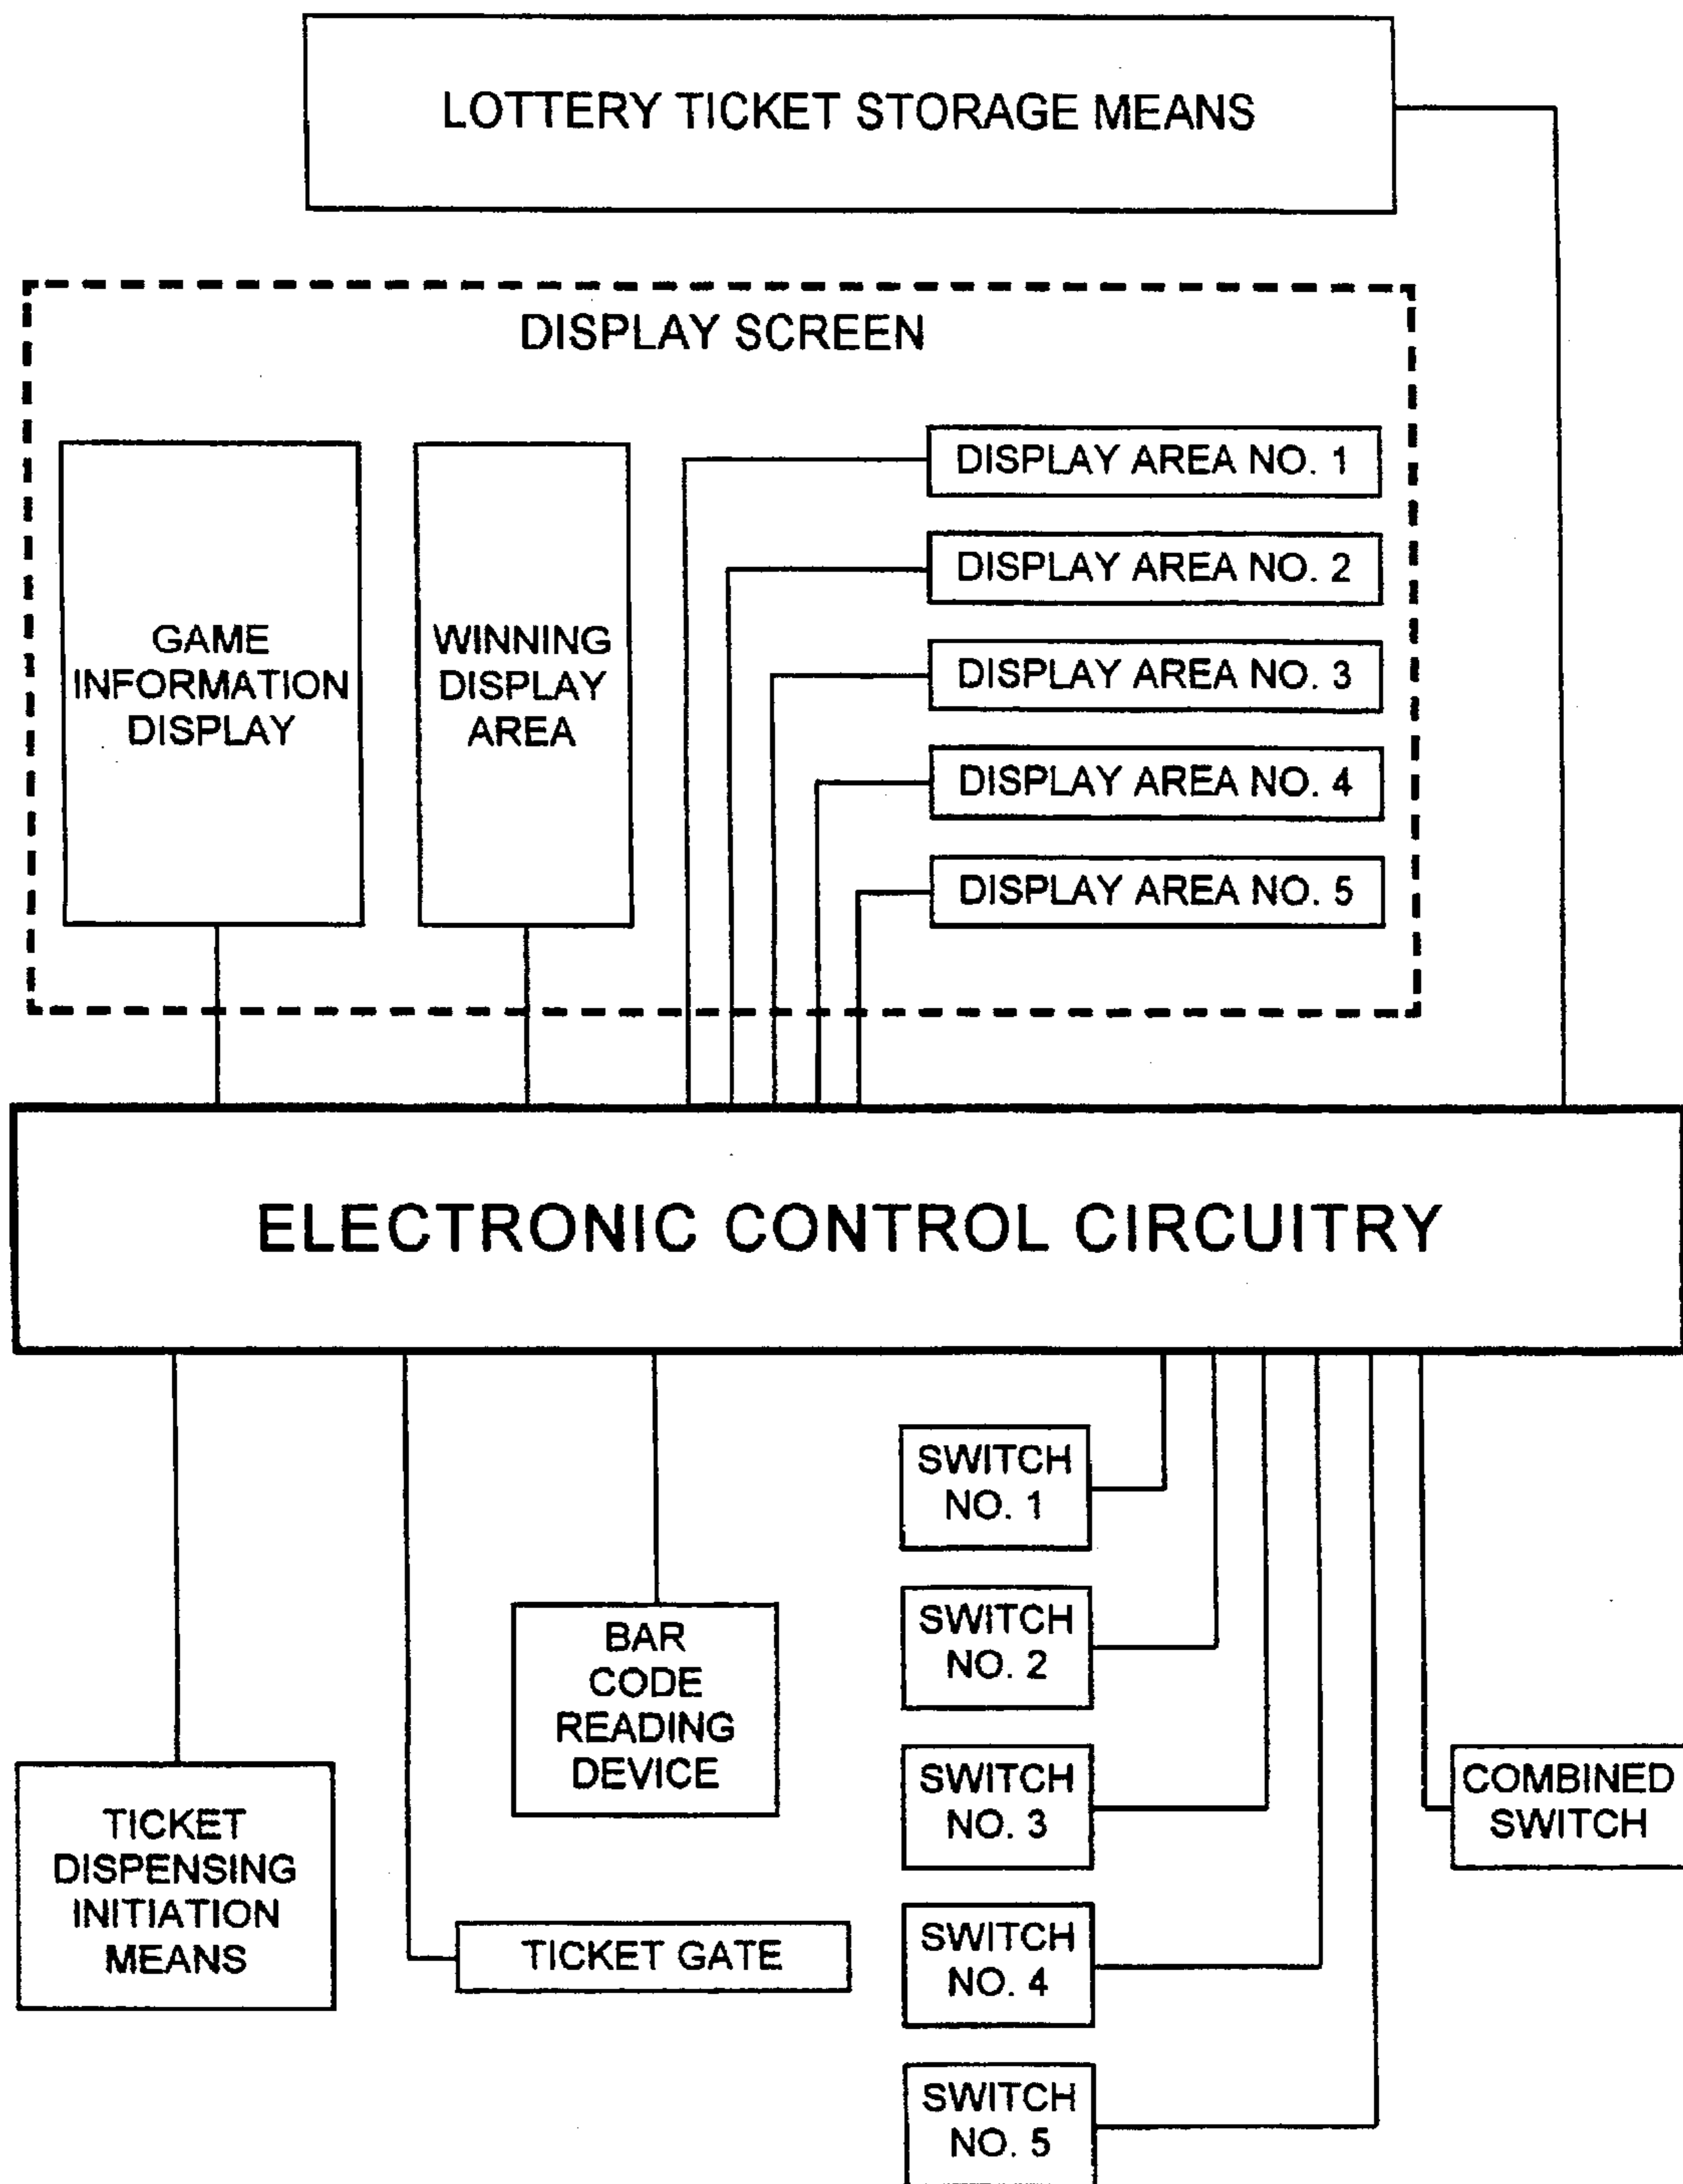 LOTTERY TICKET STORAGE MEANS
DISPLAY SCREEN
GAME
INFORMATION
DISPLAY
WINNING
DISPLAY
AREA
DISPLAY AREA NO. 1
DISPLAY AREA NO. 2
DISPLAY AREA NO. 3
DISPLAY AREA NO. 4
DISPLAY AREA NO. 5
ELECTRONIC CONTROL CIRCUITRY
TICKET
DISPENSING
INITIATION
MEANS
TICKET GATE
BAR
CODE
READING
DEVICE
SWITCH
NO. 1
SWITCH
NO. 2
SWITCH
NO. 3
SWITCH
NO. 4
SWITCH
NO. 5
COMBINED
SWITCH